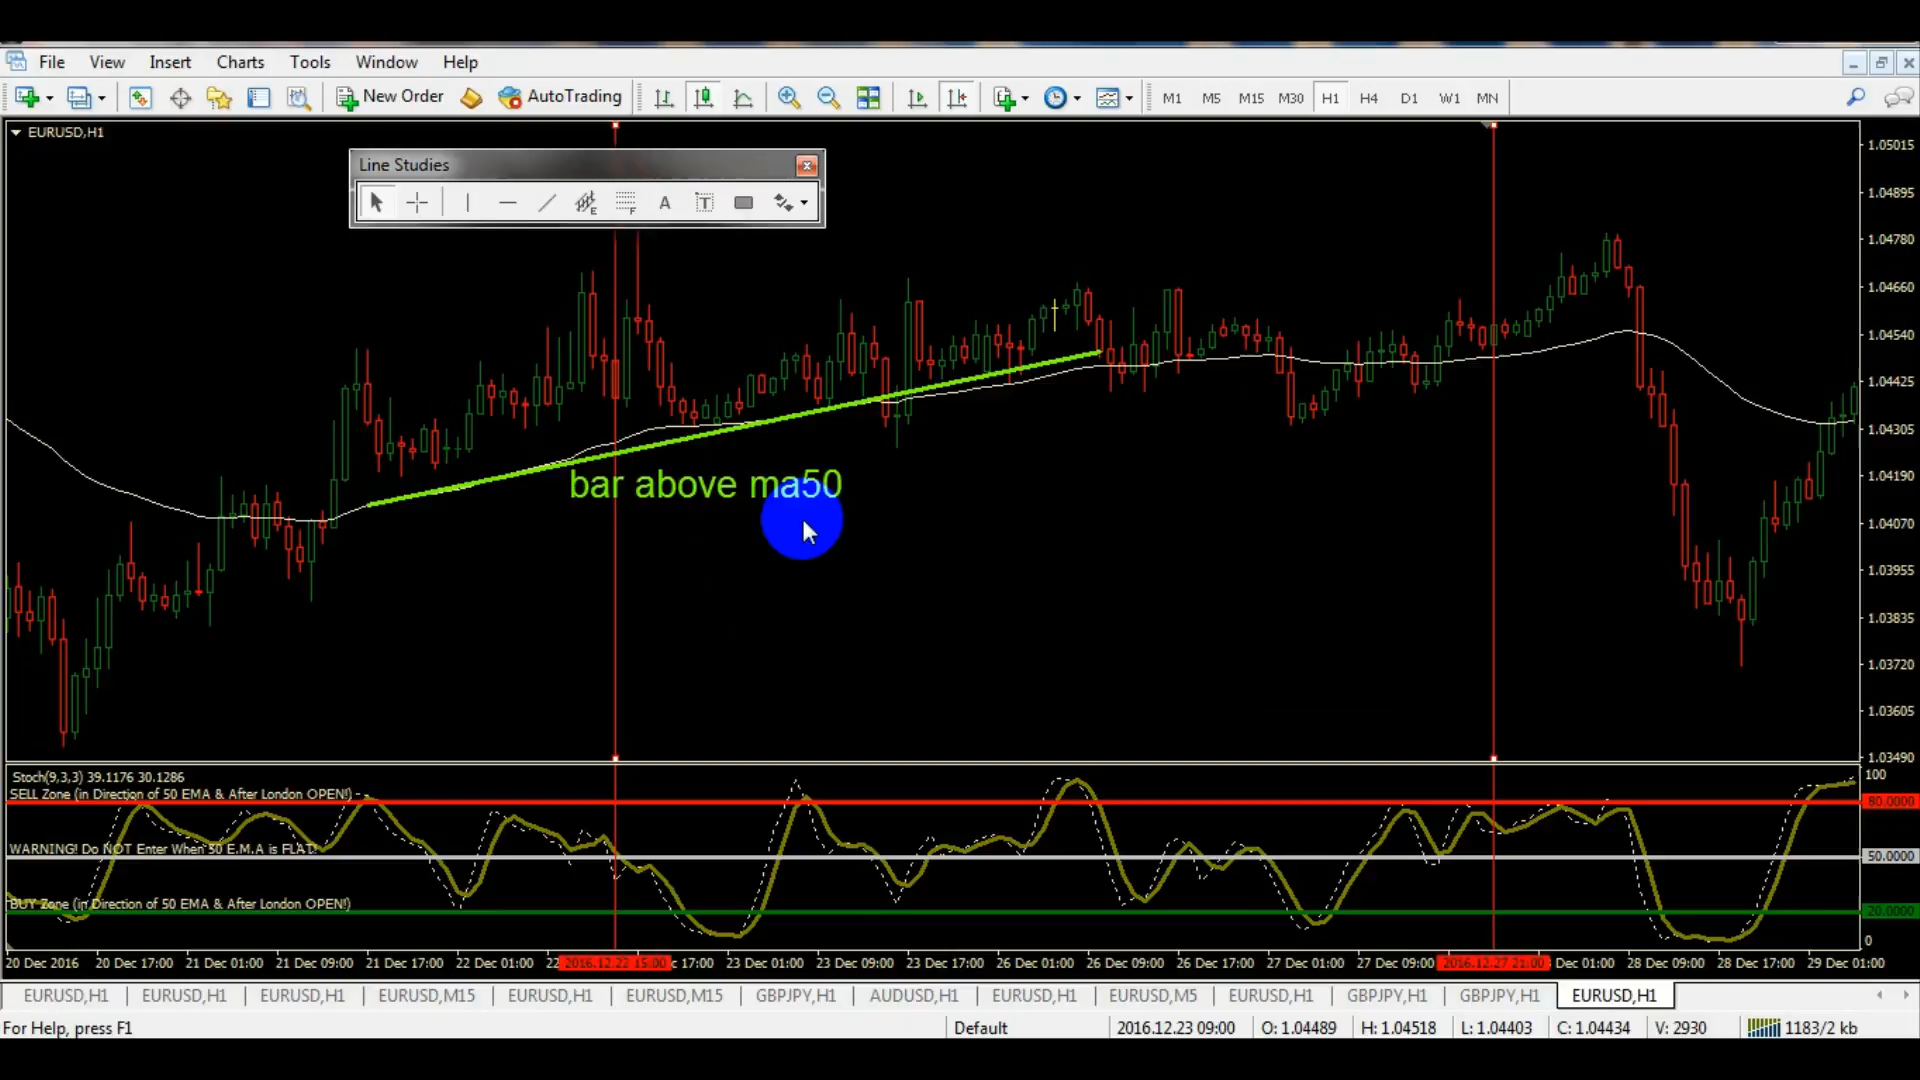 File View Insert Charts Tools Window Help
New Order AutoTrading M1 M5 M15 M30 H1 H4 D1 W1 MN
EURUSD,H1
Line Studies
E F A T
bar above ma50
1.05015
1.04895
1.04780
1.04660
1.04540
1.04425
1.04305
1.04190
1.04070
1.03955
1.03835
1.03720
1.03605
1.03490
Stoch(9,3,3) 39.1176 30.1286
SELL Zone (in Direction of 50 EMA & After London OPEN!)
WARNING! Do NOT Enter When 50 E.M.A is FLAT!
BUY Zone (in Direction of 50 EMA & After London OPEN!)
100
80.0000
50.0000
20.0000
0
20 Dec 2016 20 Dec 17:00 21 Dec 01:00 21 Dec 09:00 21 Dec 17:00 22 Dec 01:00 22 2016.12.22 15:00 c 17:00 23 Dec 01:00 23 Dec 09:00 23 Dec 17:00 26 Dec 01:00 26 Dec 09:00 26 Dec 17:00 27 Dec 01:00 27 Dec 09:00 2016.12.27 21:00 Dec 01:00 28 Dec 09:00 28 Dec 17:00 29 Dec 01:00
EURUSD,H1 EURUSD,H1 EURUSD,H1 EURUSD,M15 EURUSD,H1 EURUSD,M15 GBPJPY,H1 AUDUSD,H1 EURUSD,H1 EURUSD,M5 EURUSD,H1 GBPJPY,H1 GBPJPY,H1 EURUSD,H1
For Help, press F1 Default 2016.12.23 09:00 O: 1.04489 H: 1.04518 L: 1.04403 C: 1.04434 V: 2930 1183/2 kb